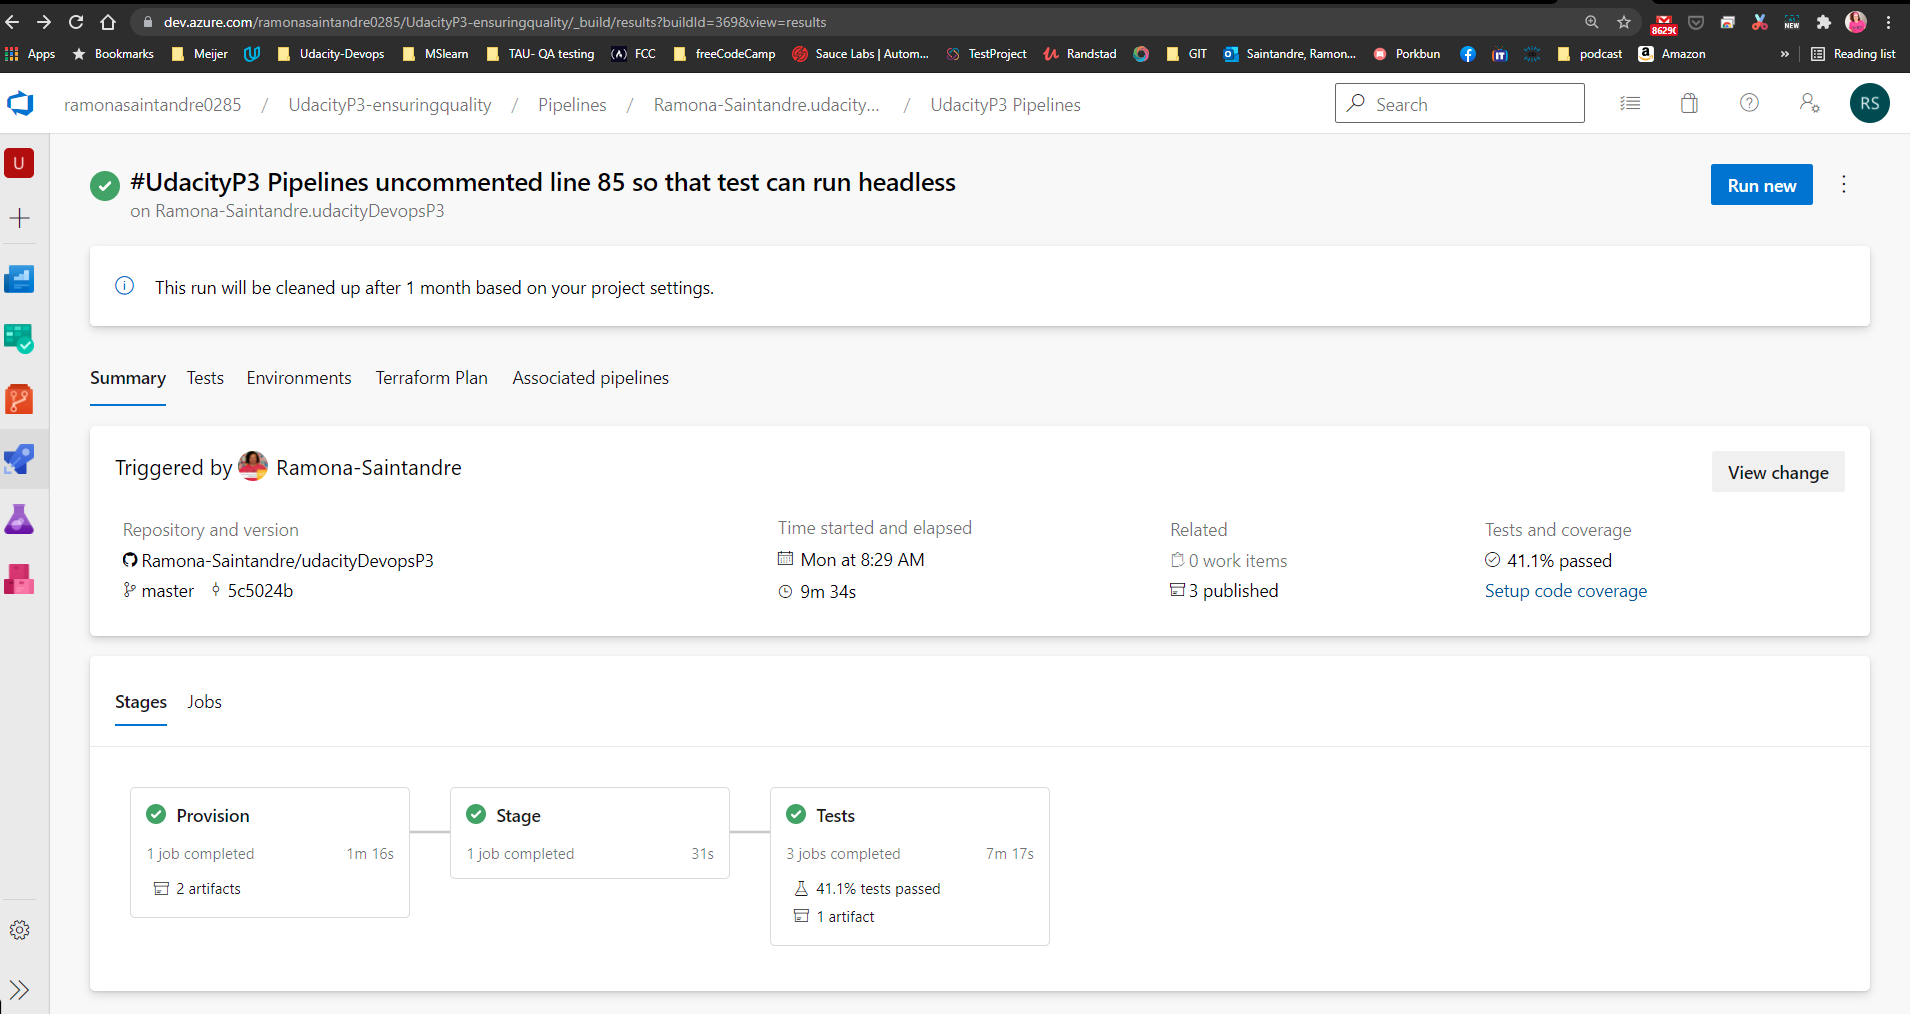 dev.azure.com/ramonasaintandre0285/UdacityP3-ensuringquality/_build/results?buildId=369&view=results
Apps Bookmarks Meijer Udacity-Devops MSlearn TAU- QA testing FCC freeCodeCamp Sauce Labs | Autom... TestProject Randstad GIT Saintandre, Ramon... Porkbun podcast Amazon » Reading list
ramonasaintandre0285 / UdacityP3-ensuringquality / Pipelines / Ramona-Saintandre.udacity... / UdacityP3 Pipelines Search RS
U
#UdacityP3 Pipelines uncommented line 85 so that test can run headless
on Ramona-Saintandre.udacityDevopsP3
Run new
This run will be cleaned up after 1 month based on your project settings.
Summary Tests Environments Terraform Plan Associated pipelines
Triggered by Ramona-Saintandre
View change
Repository and version
Ramona-Saintandre/udacityDevopsP3
master 5c5024b
Time started and elapsed
Mon at 8:29 AM
9m 34s
Related
0 work items
3 published
Tests and coverage
41.1% passed
Setup code coverage
Stages Jobs
Provision
1 job completed 1m 16s
2 artifacts
Stage
1 job completed 31s
Tests
3 jobs completed 7m 17s
41.1% tests passed
1 artifact